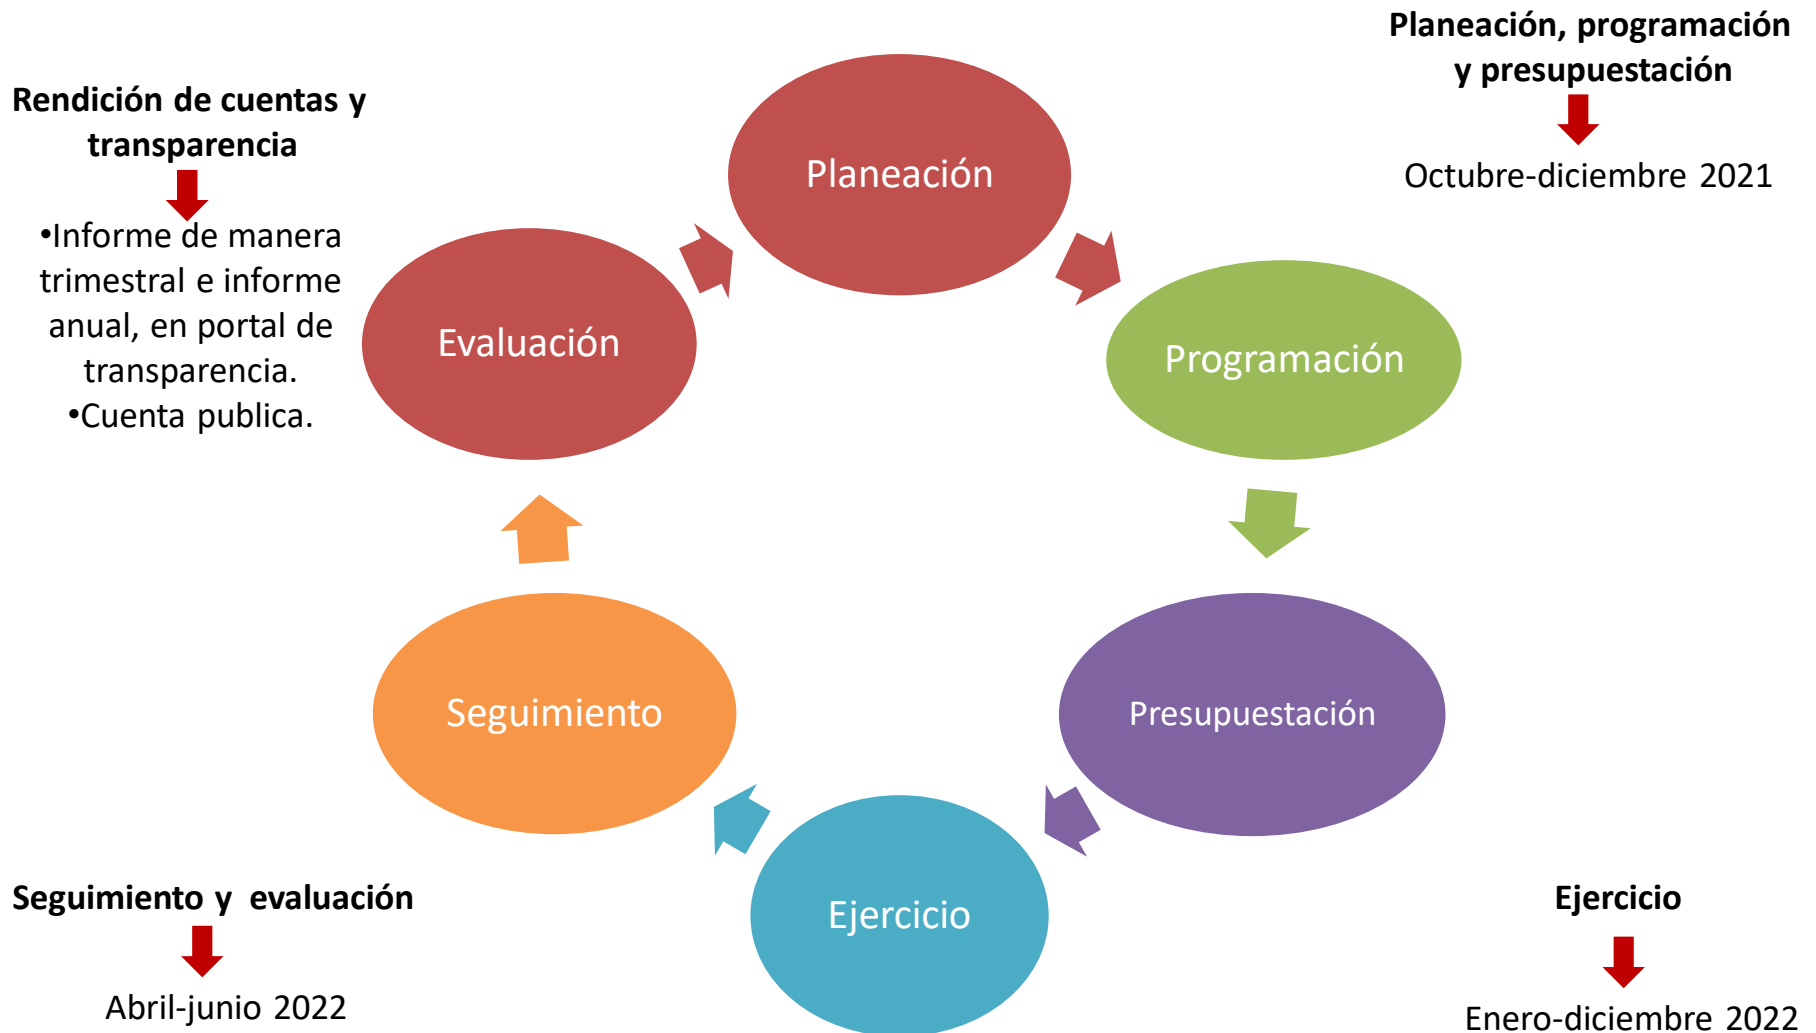 Planeación, programación
y presupuestación
Octubre-diciembre 2021
Rendición de cuentas y
transparencia
•Informe de manera
trimestral e informe
anual, en portal de
transparencia.
•Cuenta publica.
Planeación
Programación
Presupuestación
Ejercicio
Seguimiento
Evaluación
Seguimiento y  evaluación
Abril-junio 2022
Ejercicio
Enero-diciembre 2022